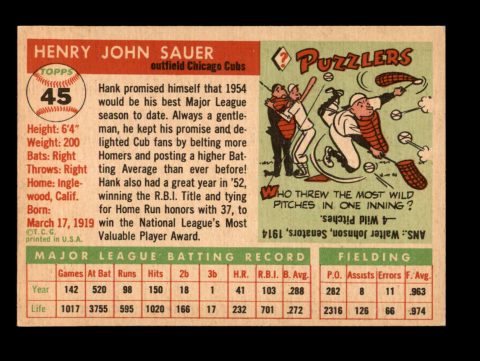 HENRY JOHN SAUER
outfield Chicago Cubs
TOPPS
45
Height: 6'4"
Weight: 200
Bats: Right
Throws: Right
Home: Ingle-
wood, Calif.
Born:
March 17, 1919
© T. C. G.
printed in U.S.A.
Hank promised himself that 1954
would be his best Major League
season to date. Always a gentle-
man, he kept his promise and de-
lighted Cub fans by belting more
Homers and posting a higher Bat-
ting Average than ever before!
Hank also had a great year in '52,
winning the R.B.I. Title and tying
for Home Run honors with 37, to
win the National League's Most
Valuable Player Award.
?
PUZZLERS
WHO THREW THE MOST WILD
PITCHES IN ONE INNING?
ANS.: Walter Johnson, Senators, 1914
—4 Wild Pitches.
MAJOR LEAGUE BATTING RECORD
FIELDING
Games At Bat Runs Hits 2b 3b H.R. R.B.I. B. Avg. P.O. Assists Errors F. Avg.
Year 142 520 98 150 18 1 41 103 .288 282 8 11 .963
Life 1017 3755 595 1020 166 17 232 702 .272 2316 126 66 .974